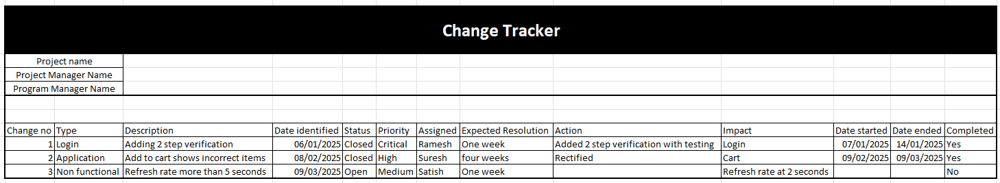 Change Tracker
Project name
Project Manager Name
Program Manager Name
Change no Type Description Date identified Status Priority Assigned Expected Resolution Action Impact Date started Date ended Completed
1 Login Adding 2 step verification 06/01/2025 Closed Critical Ramesh One week Added 2 step verification with testing Login 07/01/2025 14/01/2025 Yes
2 Application Add to cart shows incorrect items 08/02/2025 Closed High Suresh four weeks Rectified Cart 09/02/2025 09/03/2025 Yes
3 Non functional Refresh rate more than 5 seconds 09/03/2025 Open Medium Satish One week Refresh rate at 2 seconds No